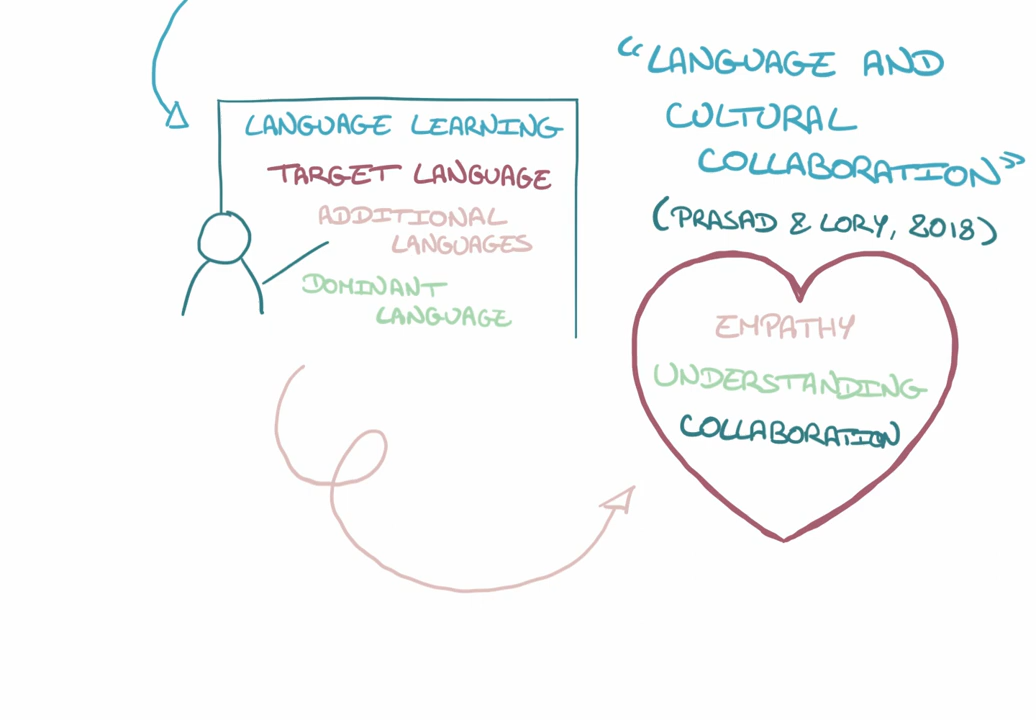 LANGUAGE LEARNING
TARGET LANGUAGE
ADDITIONAL
LANGUAGES
DOMINANT
LANGUAGE
“LANGUAGE AND
CULTURAL
COLLABORATION”
(PRASAD & LORY, 2018)
EMPATHY
UNDERSTANDING
COLLABORATION